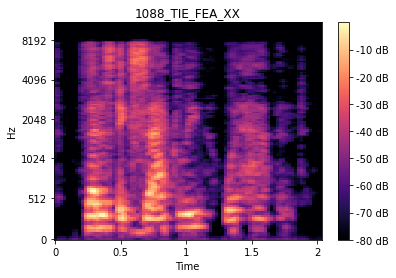 1088_TIE_FEA_XX
8192
4096
2048
1024
512
0
Hz
0
0.5
1
1.5
2
Time
-10 dB
-20 dB
-30 dB
-40 dB
-50 dB
-60 dB
-70 dB
-80 dB